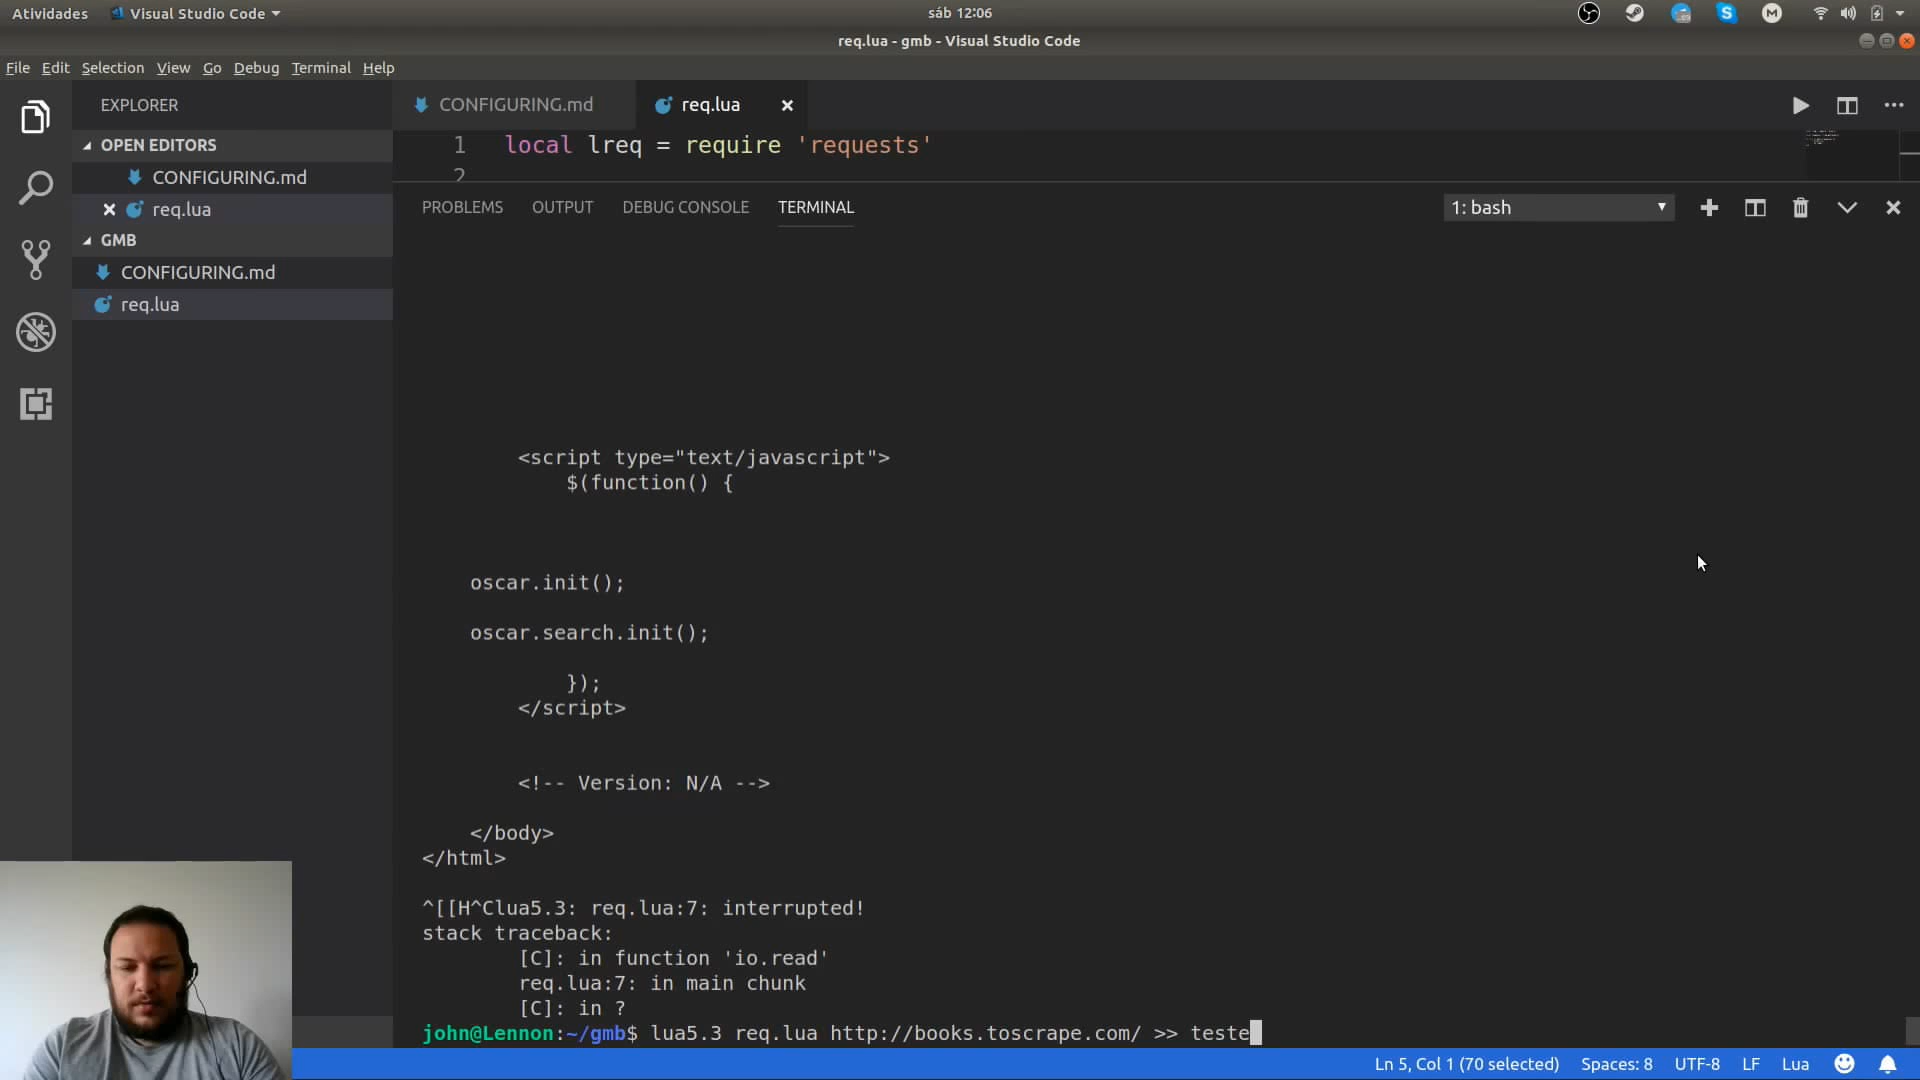 Atividades Visual Studio Code sáb 12:06
req.lua - gmb - Visual Studio Code
File Edit Selection View Go Debug Terminal Help
EXPLORER
OPEN EDITORS
CONFIGURING.md
req.lua
GMB
CONFIGURING.md
req.lua
CONFIGURING.md req.lua
1 local lreq = require 'requests'
2
PROBLEMS OUTPUT DEBUG CONSOLE TERMINAL 1: bash
<script type="text/javascript">
$(function() {
oscar.init();
oscar.search.init();
});
</script>
<!-- Version: N/A -->
</body>
</html>
^[[H^Clua5.3: req.lua:7: interrupted!
stack traceback:
[C]: in function 'io.read'
req.lua:7: in main chunk
[C]: in ?
john@Lennon:~/gmb$ lua5.3 req.lua http://books.toscrape.com/ >> teste
Ln 5, Col 1 (70 selected) Spaces: 8 UTF-8 LF Lua